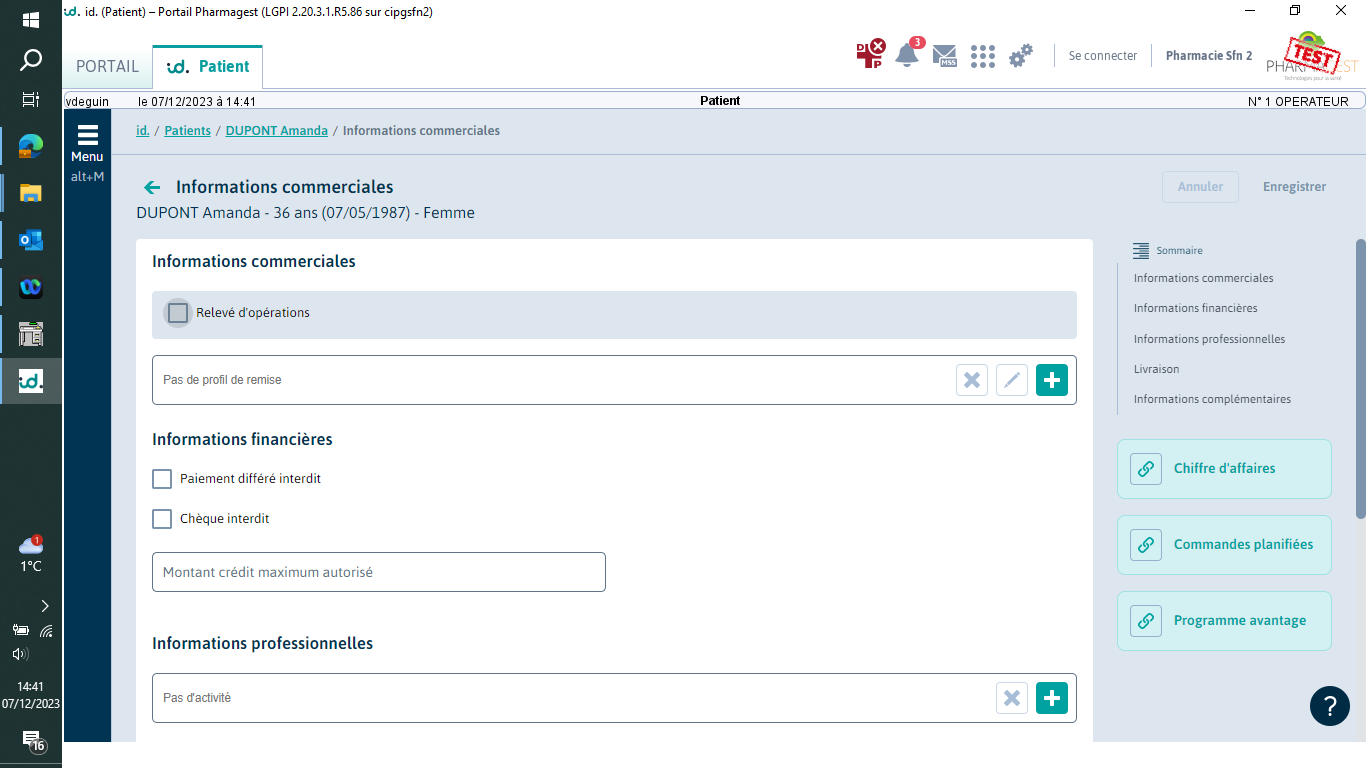 id. id. (Patient) – Portail Pharmagest (LGPI 2.20.3.1.R5.86 sur cipgsfn2)
PORTAIL
id. Patient
DP
3
MSS
Se connecter
Pharmacie Sfn 2
TEST
vdeguin le 07/12/2023 à 14:41
Patient
N° 1 OPERATEUR
Menu
alt+M
id. / Patients / DUPONT Amanda / Informations commerciales
Informations commerciales
DUPONT Amanda - 36 ans (07/05/1987) - Femme
Annuler
Enregistrer
Informations commerciales
Relevé d'opérations
Pas de profil de remise
Informations financières
Paiement différé interdit
Chèque interdit
Montant crédit maximum autorisé
Informations professionnelles
Pas d'activité
Sommaire
Informations commerciales
Informations financières
Informations professionnelles
Livraison
Informations complémentaires
Chiffre d'affaires
Commandes planifiées
Programme avantage
?
id.
1
1°C
14:41
07/12/2023
16